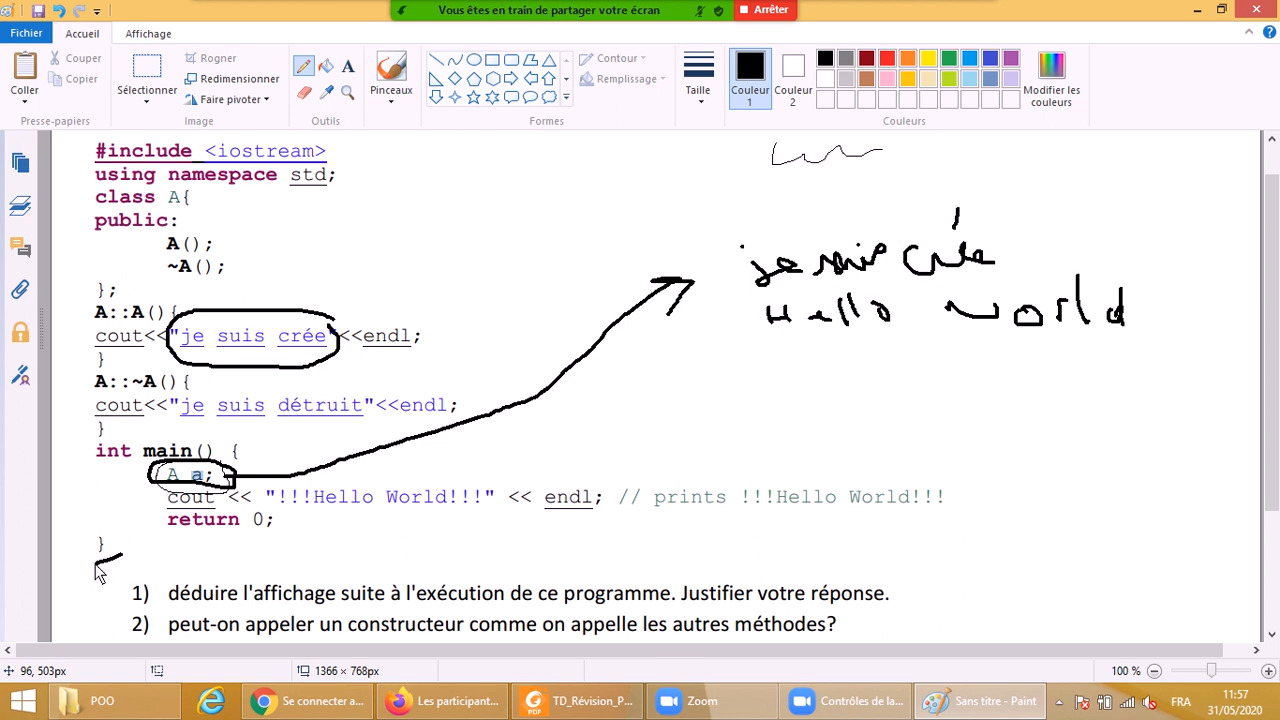 Vous êtes en train de partager votre écran
Arrêter
Fichier Accueil Affichage
Coller
Couper
Copier
Presse-papiers
Sélectionner
Rogner
Redimensionner
Faire pivoter
Image
A
Outils
Pinceaux
Formes
Contour
Remplissage
Taille
Couleur 1
Couleur 2
Modifier les couleurs
Couleurs
#include <iostream>
using namespace std;
class A{
public:
A();
~A();
};
A::A(){
cout<<"je suis crée"<<endl;
}
A::~A(){
cout<<"je suis détruit"<<endl;
}
int main() {
A a;
cout << "!!!Hello World!!!" << endl; // prints !!!Hello World!!!
return 0;
}
je suis crée
Hello world
1) déduire l'affichage suite à l'exécution de ce programme. Justifier votre réponse.
2) peut-on appeler un constructeur comme on appelle les autres méthodes?
96, 503px
1366 × 768px
100 %
POO
Se connecter a...
Les participant...
TD_Révision_P...
Zoom
Contrôles de la...
Sans titre - Paint
FRA
11:57
31/05/2020